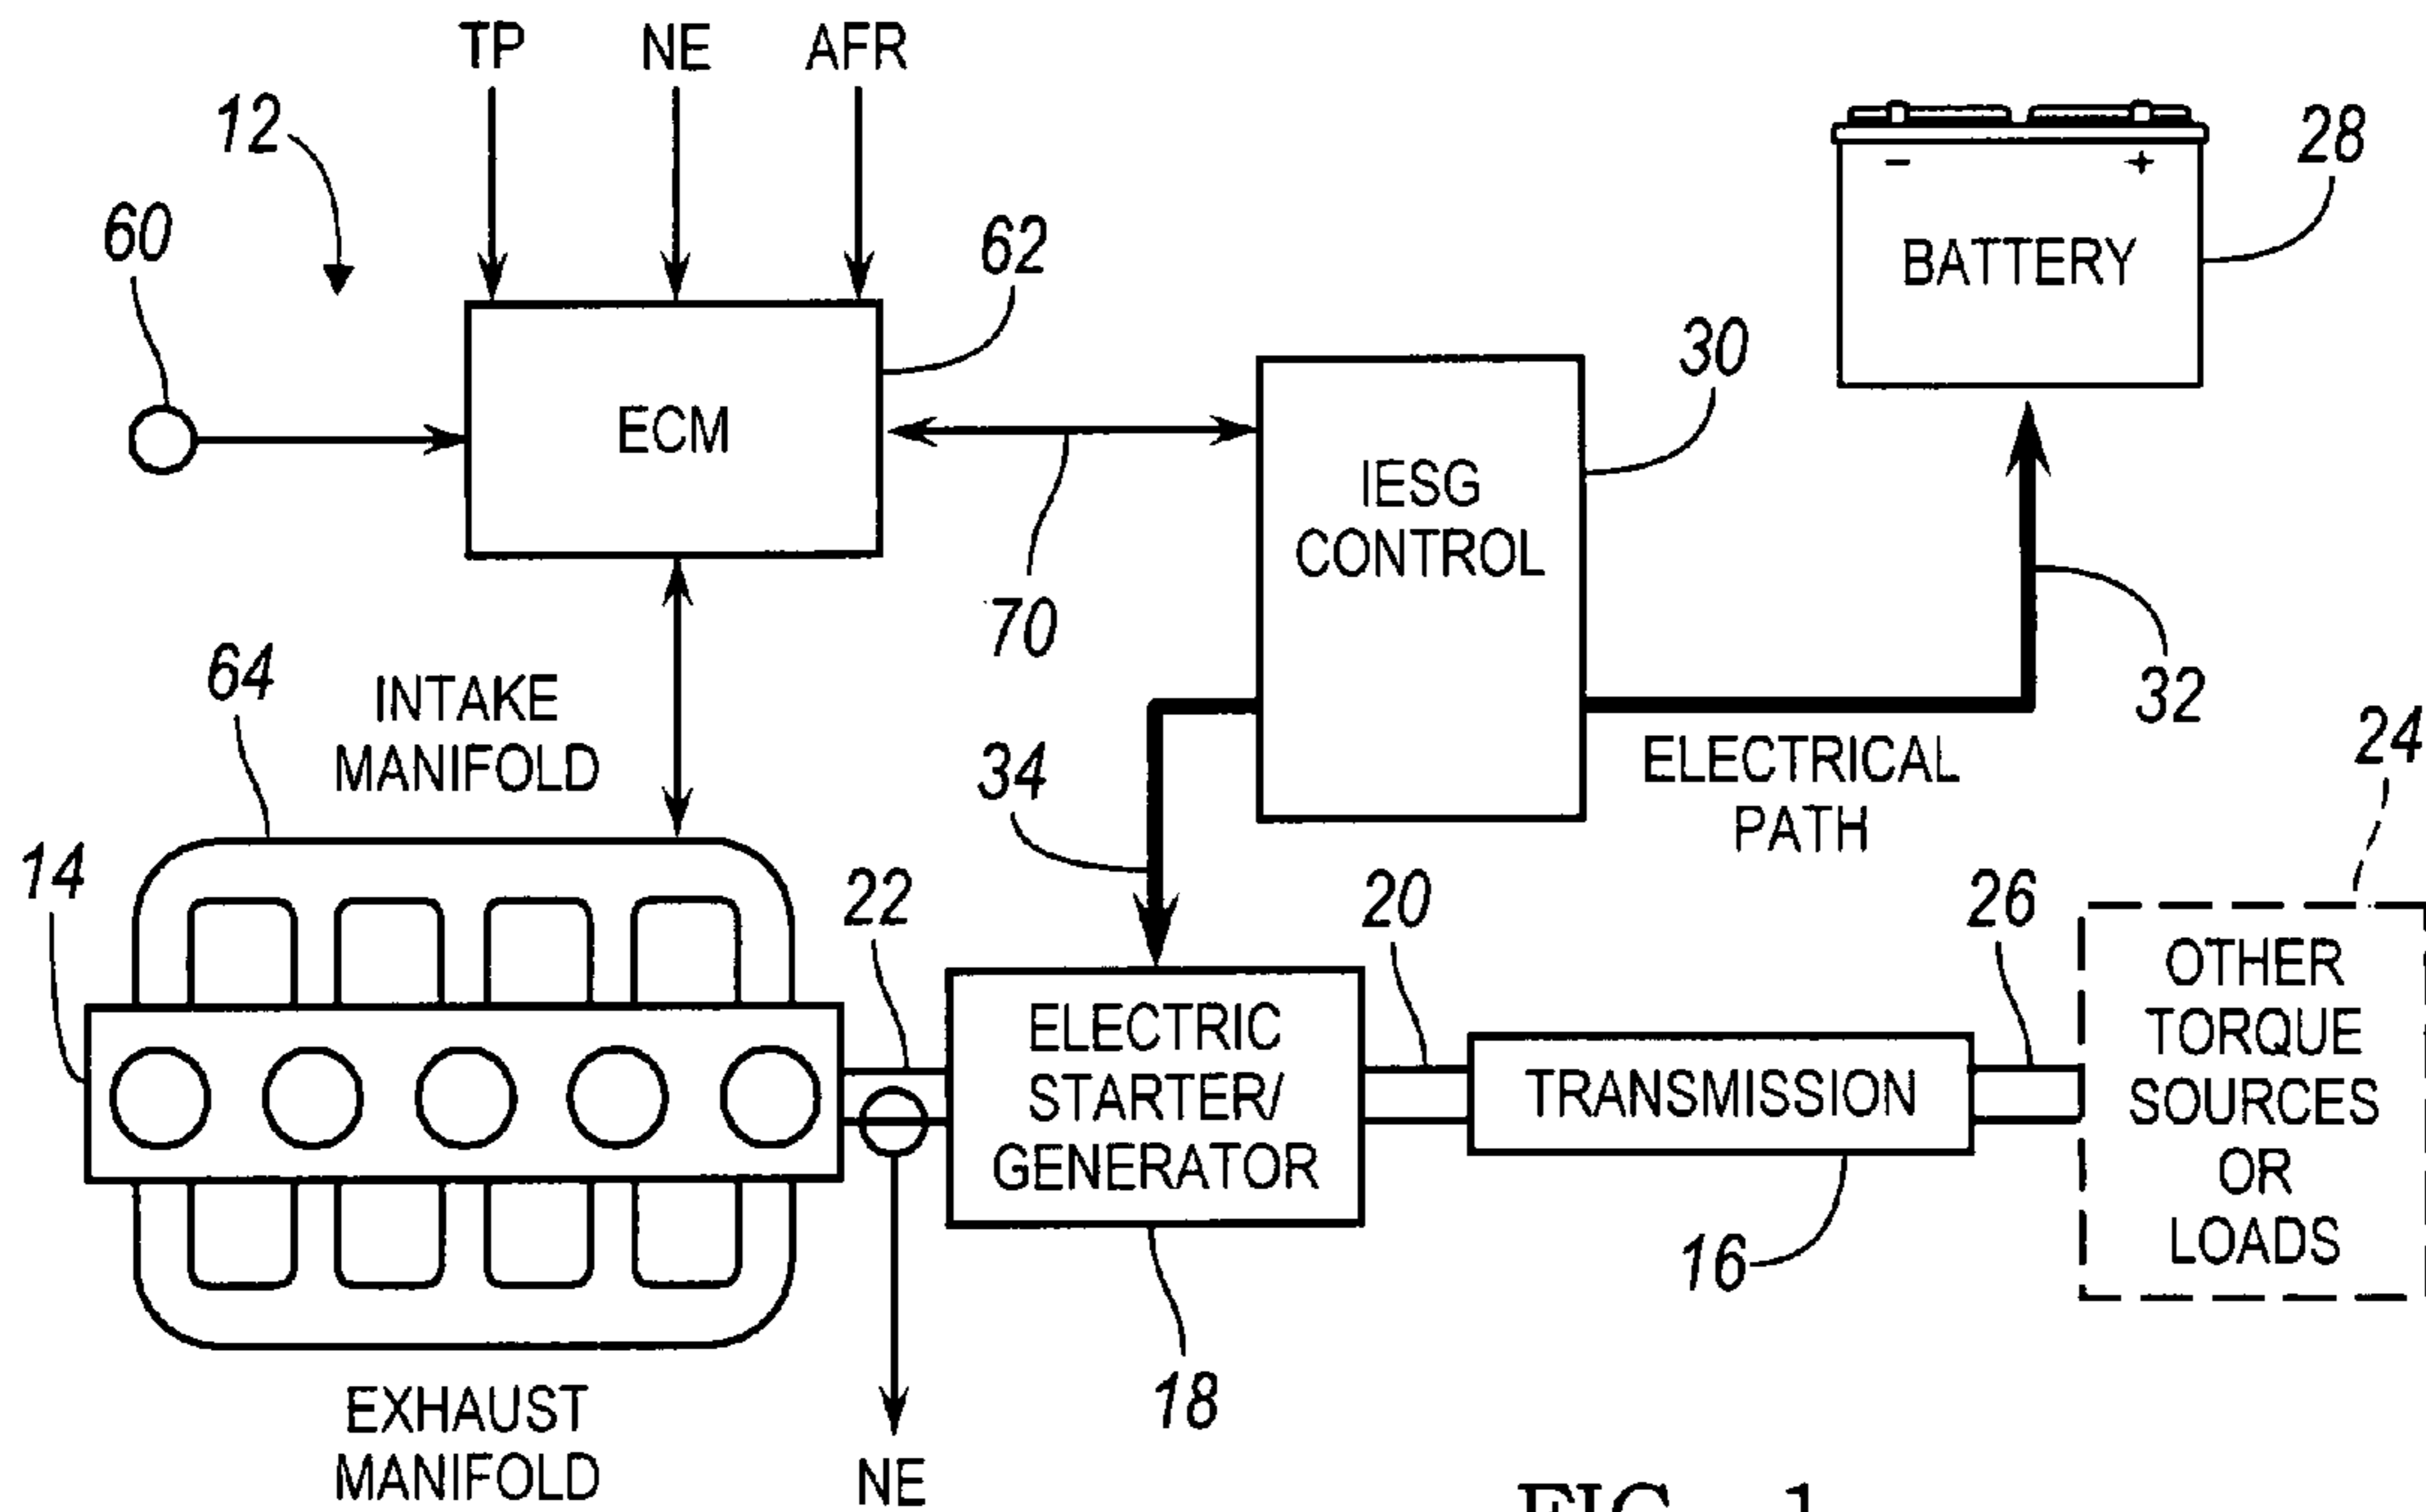 TP
NE
AFR
12
60
62
ECM
70
30
IESG
CONTROL
28
- +
BATTERY
32
ELECTRICAL
PATH
34
24
64
INTAKE
MANIFOLD
14
22
20
26
ELECTRIC
STARTER/
GENERATOR
TRANSMISSION
OTHER
TORQUE
SOURCES
OR
LOADS
16
18
EXHAUST
MANIFOLD
NE
FIG. 1